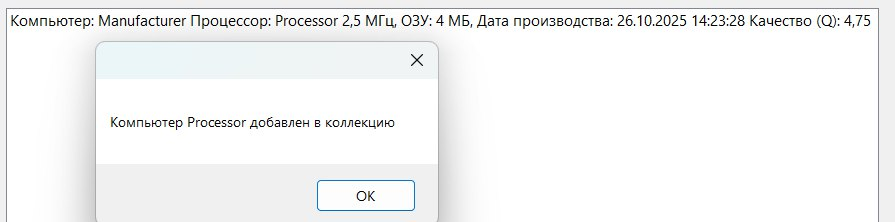 Компьютер: Manufacturer Процессор: Processor 2,5 МГц, ОЗУ: 4 МБ, Дата производства: 26.10.2025 14:23:28 Качество (Q): 4,75
Компьютер Processor добавлен в коллекцию
ОК